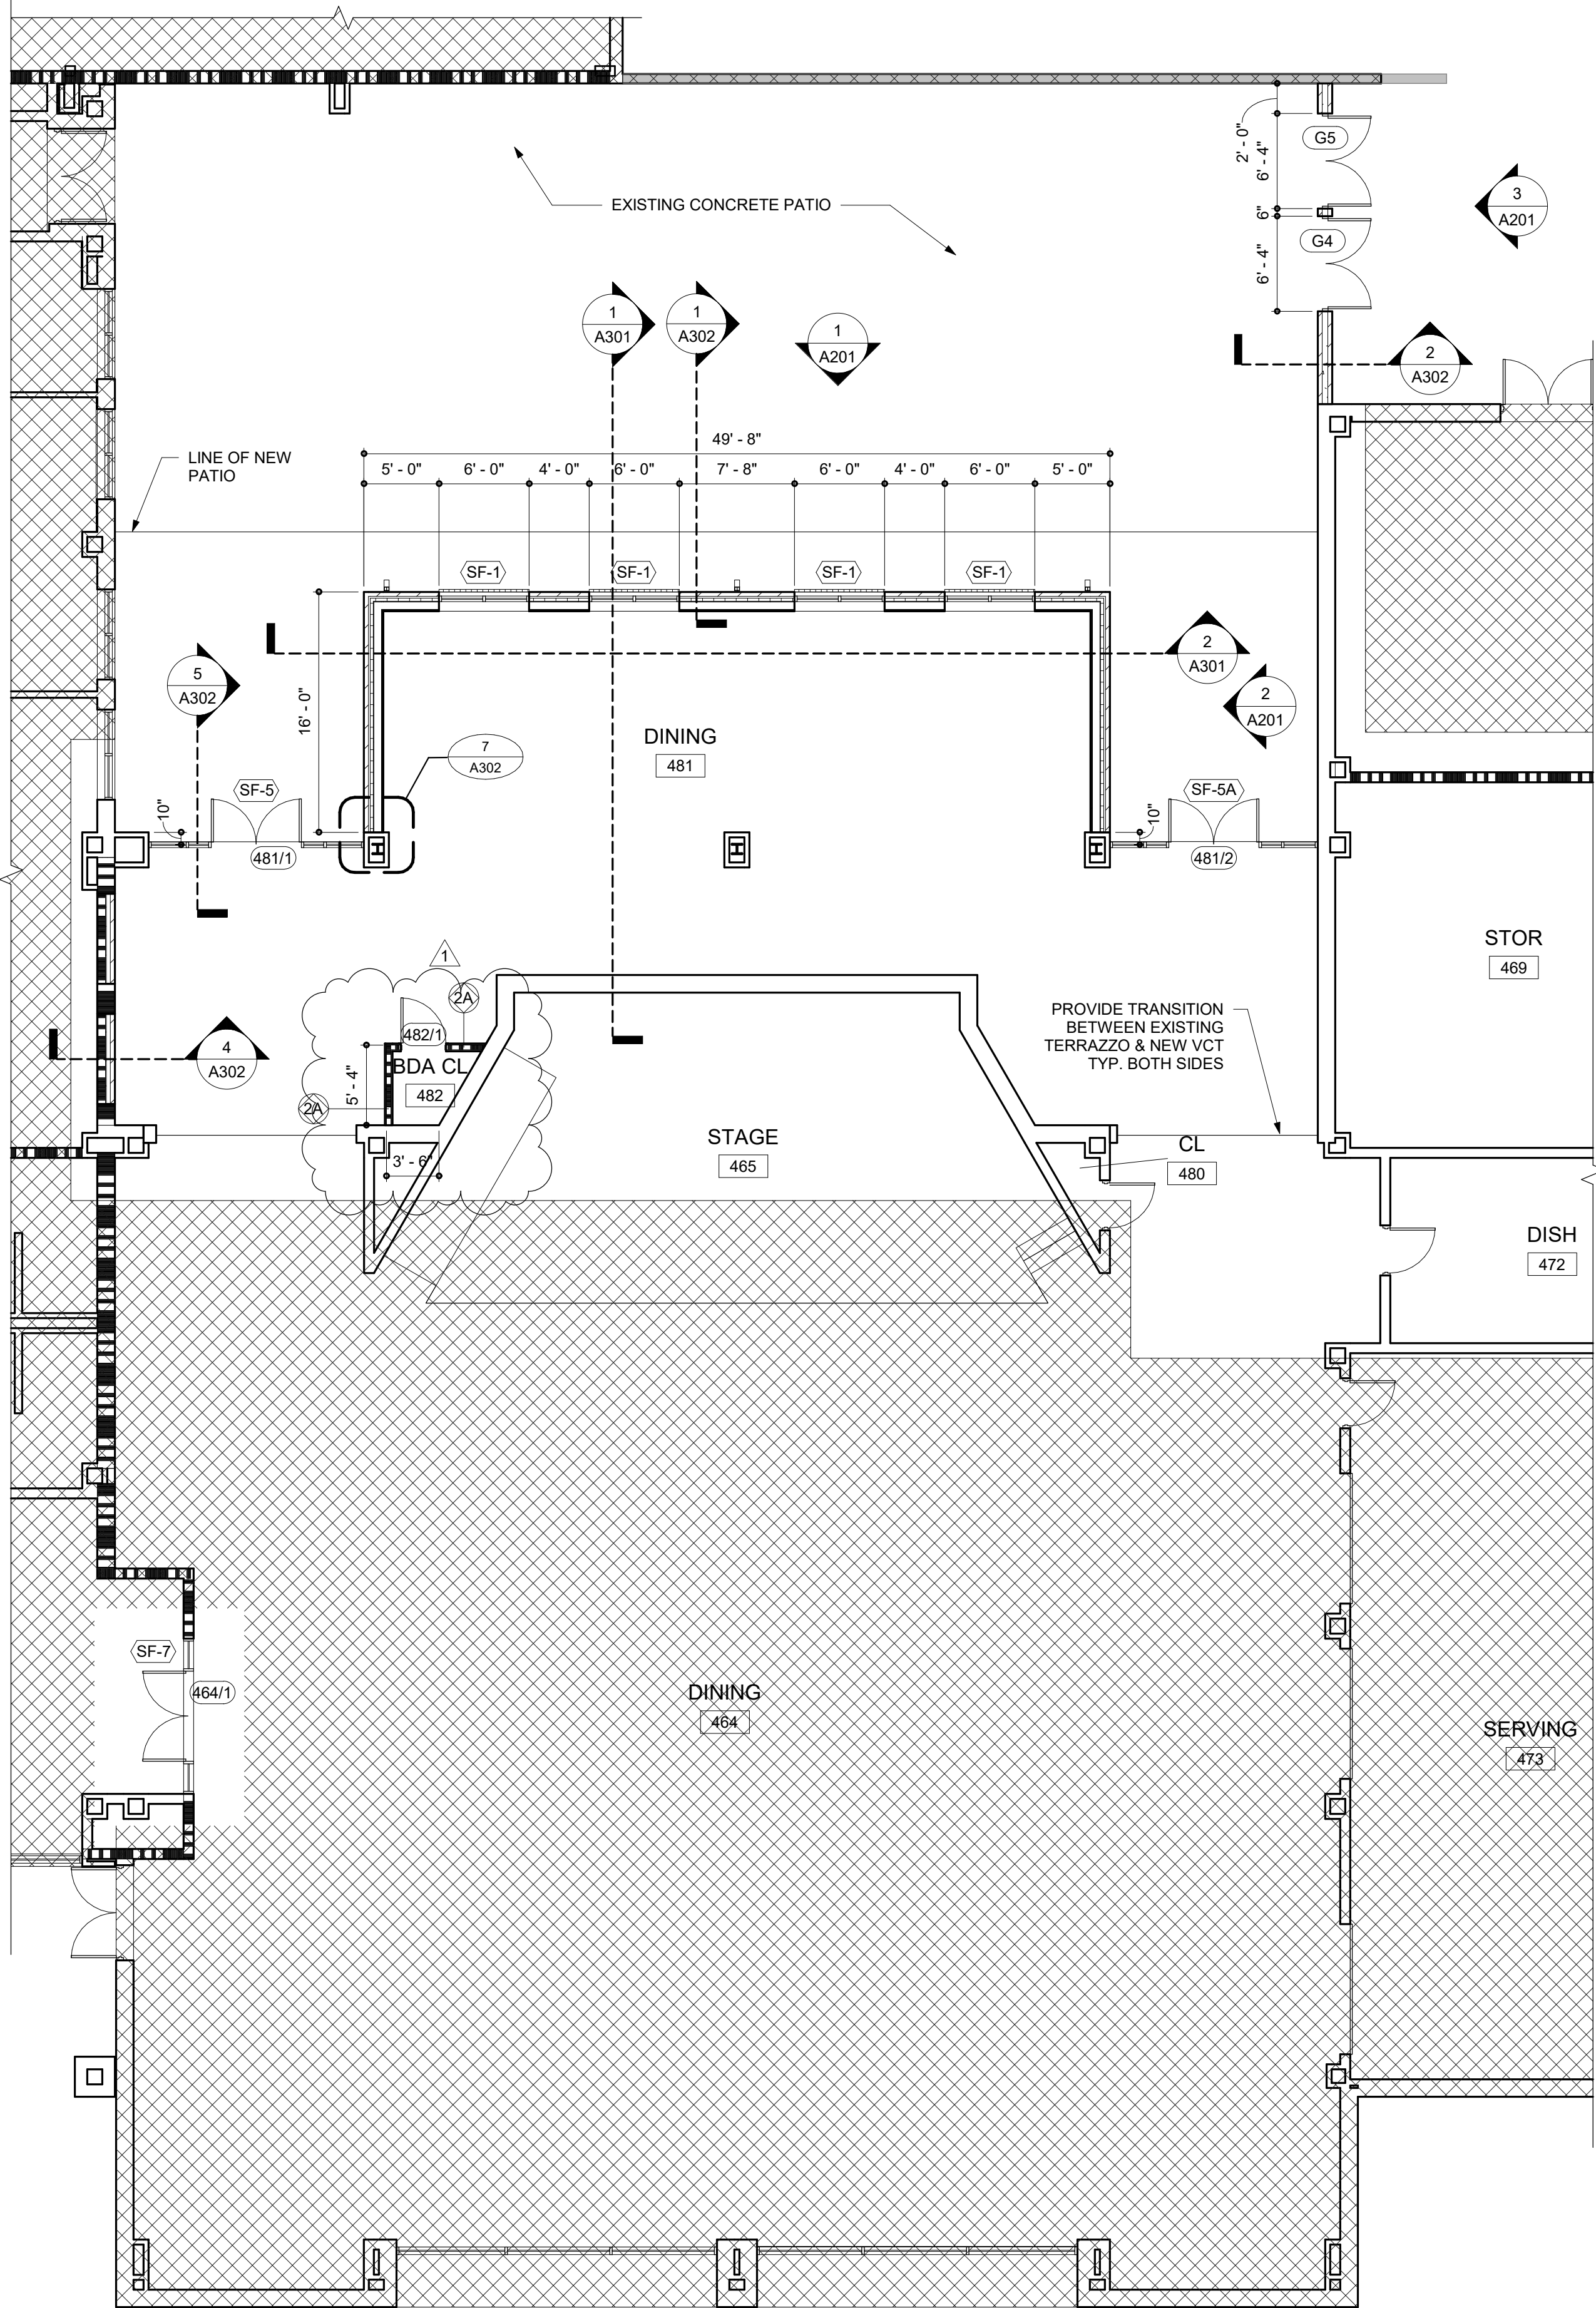 2' - 0"
6' - 4"
6"
6' - 4"
G5
G4
3
A201
EXISTING CONCRETE PATIO
1
A301
1
A302
1
A201
2
A302
LINE OF NEW
PATIO
49' - 8"
5' - 0"
6' - 0"
4' - 0"
6' - 0"
7' - 8"
6' - 0"
4' - 0"
6' - 0"
5' - 0"
SF-1
SF-1
SF-1
SF-1
5
A302
16' - 0"
2
A301
2
A201
DINING
481
7
A302
SF-5
10"
481/1
SF-5A
10"
481/2
STOR
469
1
2A
482/1
BDA CL
482
5' - 4"
2A
3' - 6"
4
A302
PROVIDE TRANSITION
BETWEEN EXISTING
TERRAZZO & NEW VCT
TYP. BOTH SIDES
STAGE
465
CL
480
DISH
472
SF-7
464/1
DINING
464
SERVING
473